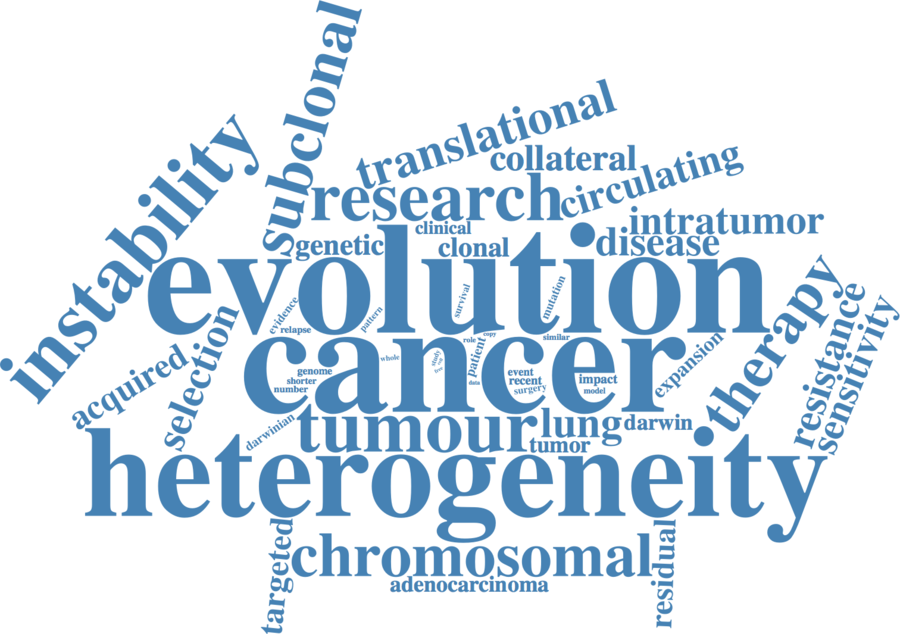 subclonal
translational
instability
collateral
circulating
research
intratumor
clinical
disease
genetic
clonal
evolution
therapy
resistance
sensitivity
selection
evidence
pattern
survival
mutation
relapse
cancer
role
copy
similar
patient
expansion
acquired
whole
study
genome
event
impact
shorter
recent
number
data
surgery
model
darwinian
tumour
lung
darwin
tumor
heterogeneity
targeted
chromosomal
residual
adenocarcinoma